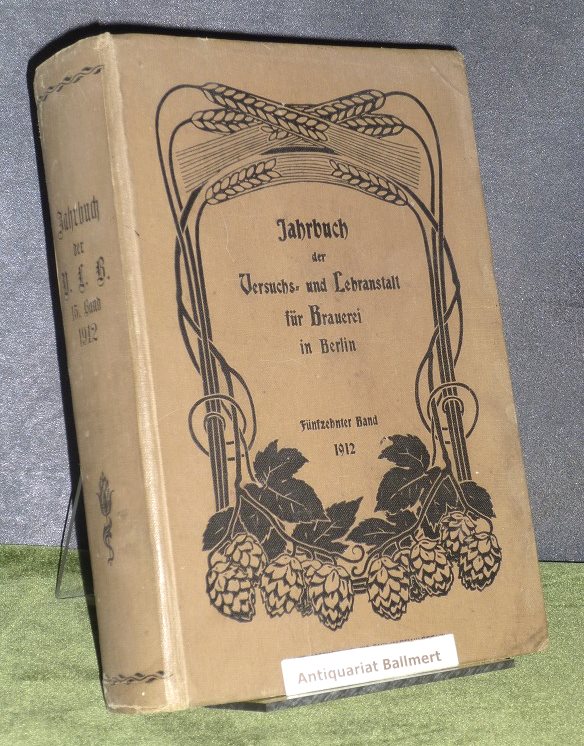 Jahrbuch
der
Versuchs- und Lehranstalt
für Brauerei
in Berlin
Fünfzehnter Band
1912
Jahrbuch
der
V. L. B.
15. Band
1912
Antiquariat Ballmert